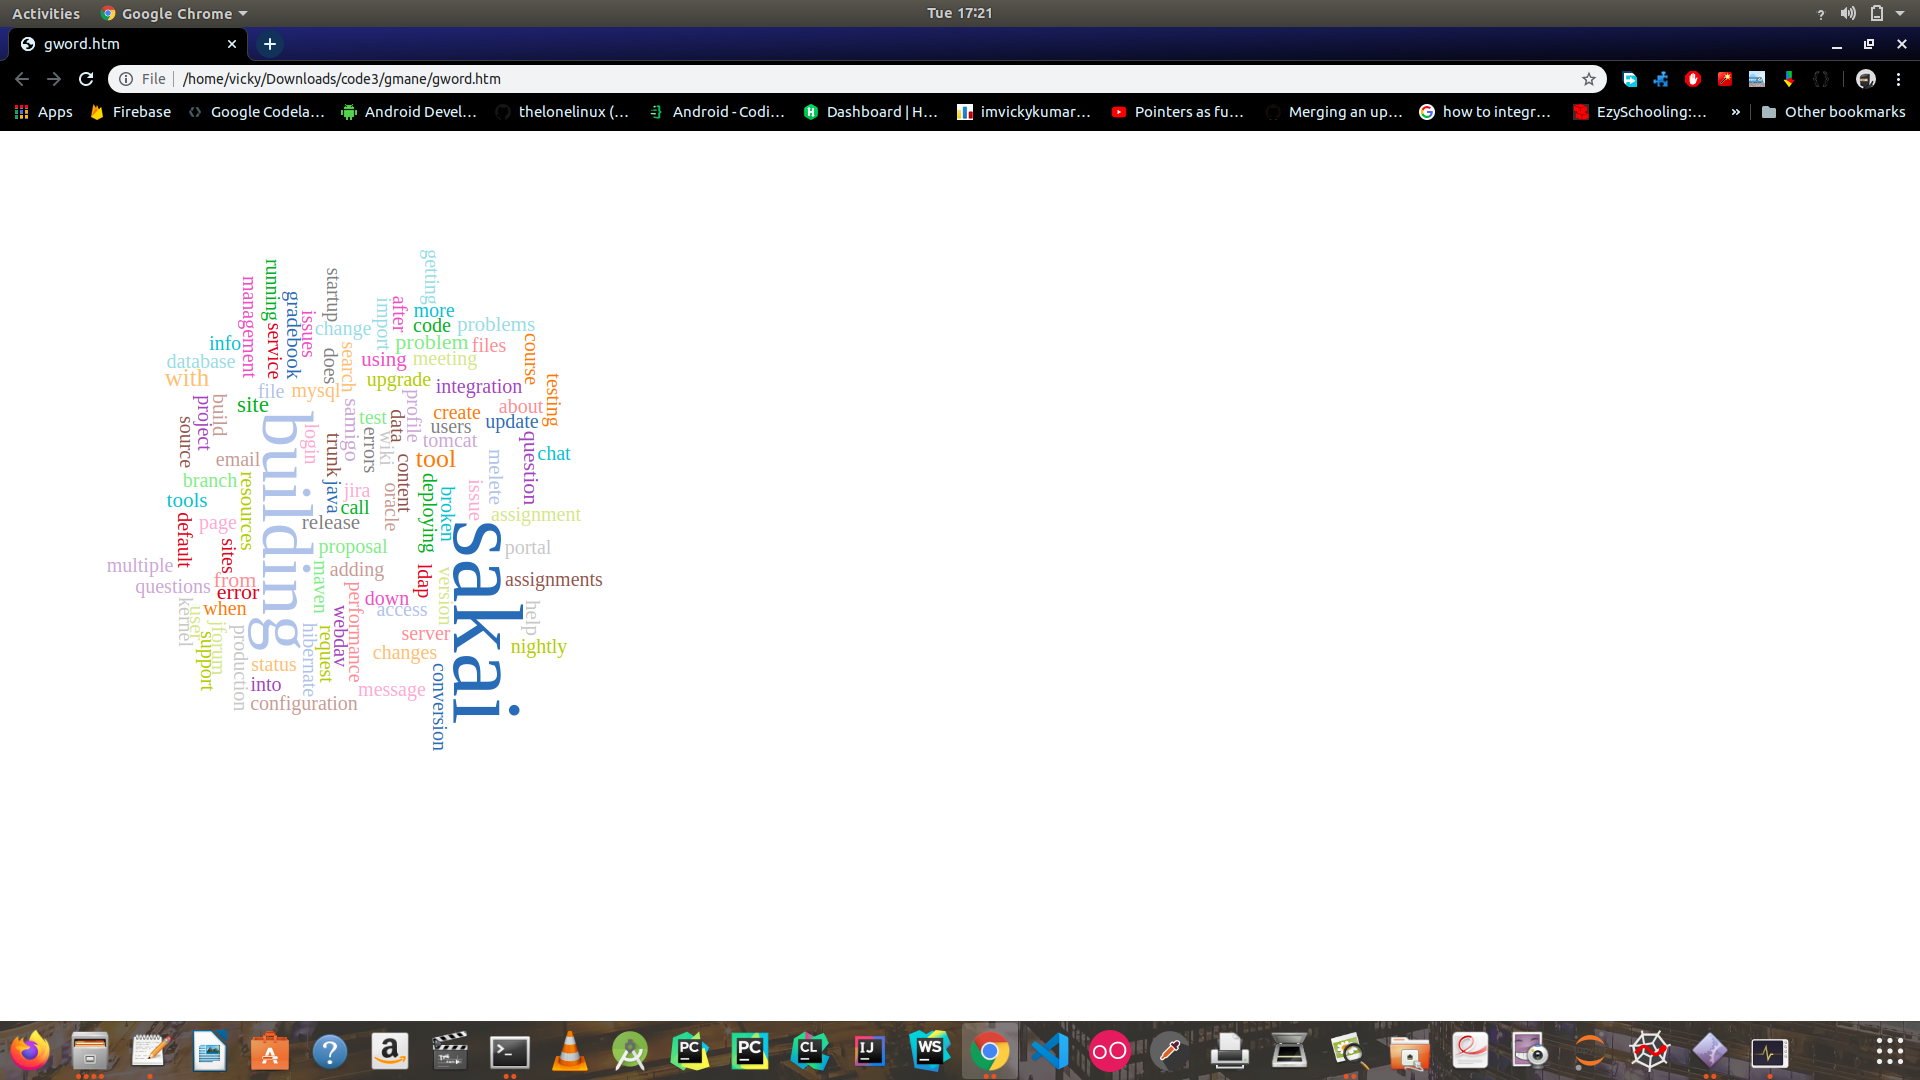 Activities
Google Chrome
Tue 17:21
gword.htm
File
/home/vicky/Downloads/code3/gmane/gword.htm
Apps
Firebase
Google Codela...
Android Devel...
thelonelinux (...
Android - Codi...
Dashboard | H...
imvickykumar...
Pointers as fu...
Merging an up...
how to integr...
EzySchooling:...
»
Other bookmarks
getting
running
startup
management
gradebook
import
after
more
issues
change
code
problems
service
info
problem
files
course
database
does
search
using
meeting
with
upgrade
testing
integration
file
mysql
profile
site
build
project
samigo
test
data
create
about
source
building
login
users
update
errors
wiki
trunk
tomcat
question
email
tool
chat
content
melete
branch
resources
java
jira
oracle
deploying
broken
issue
tools
call
page
default
release
assignment
sakai
sites
proposal
portal
multiple
maven
adding
ldap
version
questions
from
error
performance
assignments
kernel
user
when
webdav
down
access
help
jforum
support
production
hibernate
request
server
nightly
status
changes
conversion
into
message
configuration
PC
PC
CL
IJ
WS